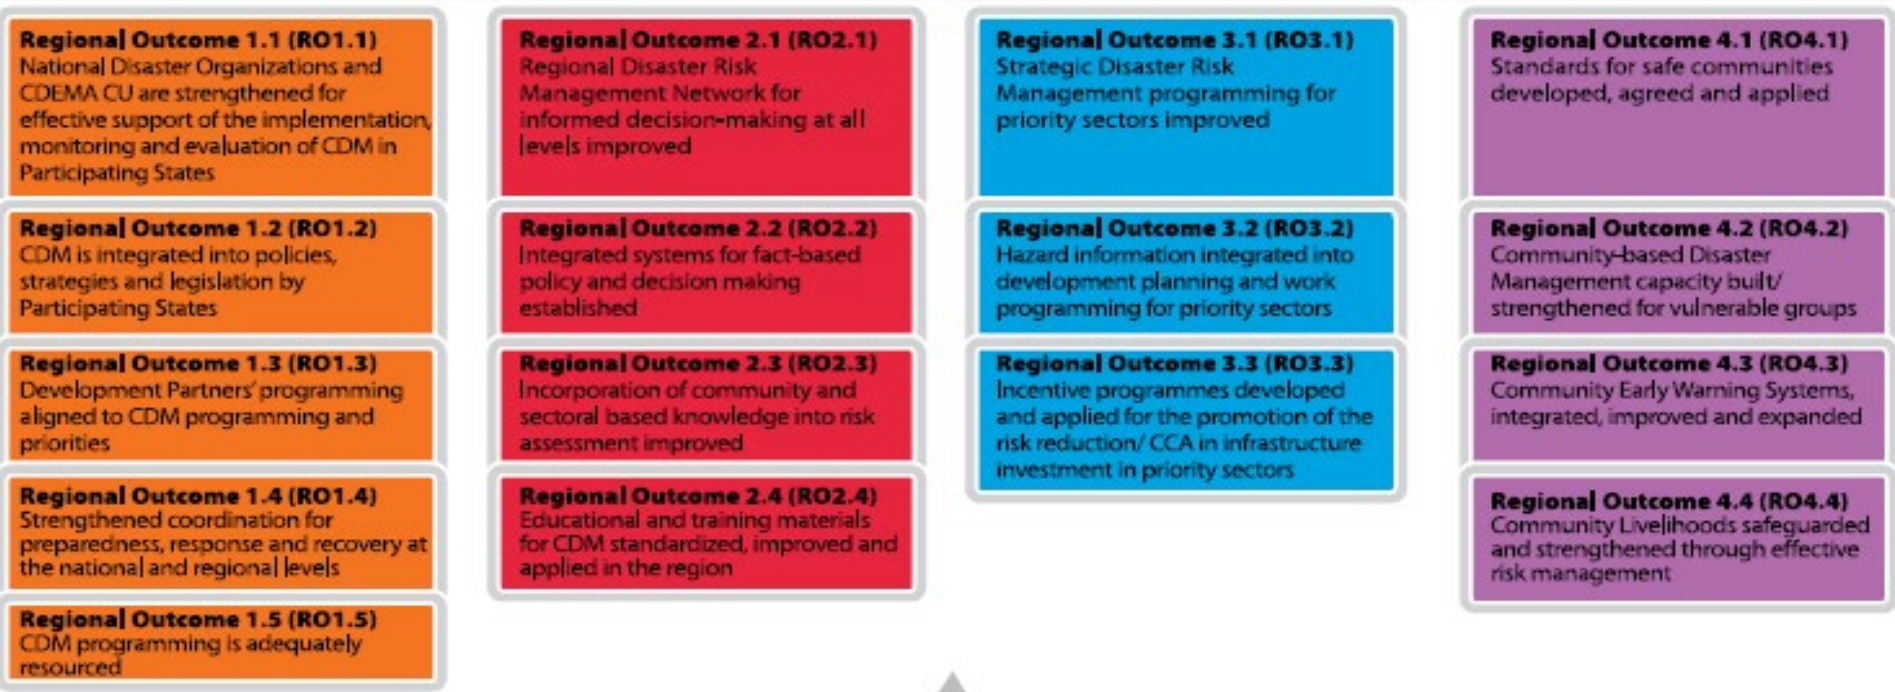 Regional Outcome 1.1 (RO1.1)
National Disaster Organizations and
CDEMA CU are strengthened for
effective support of the implementation,
monitoring and evaluation of CDM in
Participating States
Regional Outcome 1.2 (RO1.2)
CDM is integrated into policies,
strategies and legislation by
Participating States
Regional Outcome 1.3 (RO1.3)
Development Partners' programming
aligned to CDM programming and
priorities
Regional Outcome 1.4 (RO1.4)
Strengthened coordination for
preparedness, response and recovery at
the national and regional levels
Regional Outcome 1.5 (RO1.5)
CDM programming is adequately
resourced
Regional Outcome 2.1 (RO2.1)
Regional Disaster Risk
Management Network for
informed decision-making at all
levels improved
Regional Outcome 2.2 (RO2.2)
Integrated systems for fact-based
policy and decision making
established
Regional Outcome 2.3 (RO2.3)
Incorporation of community and
sectoral based knowledge into risk
assessment improved
Regional Outcome 2.4 (RO2.4)
Educational and training materials
for CDM standardized, improved and
applied in the region
Regional Outcome 3.1 (RO3.1)
Strategic Disaster Risk
Management programming for
priority sectors improved
Regional Outcome 3.2 (RO3.2)
Hazard information integrated into
development planning and work
programming for priority sectors
Regional Outcome 3.3 (RO3.3)
Incentive programmes developed
and applied for the promotion of the
risk reduction/ CCA in infrastructure
investment in priority sectors
Regional Outcome 4.1 (RO4.1)
Standards for safe communities
developed, agreed and applied
Regional Outcome 4.2 (RO4.2)
Community-based Disaster
Management capacity built/
strengthened for vulnerable groups
Regional Outcome 4.3 (RO4.3)
Community Early Warning Systems,
integrated, improved and expanded
Regional Outcome 4.4 (RO4.4)
Community Livelihoods safeguarded
and strengthened through effective
risk management